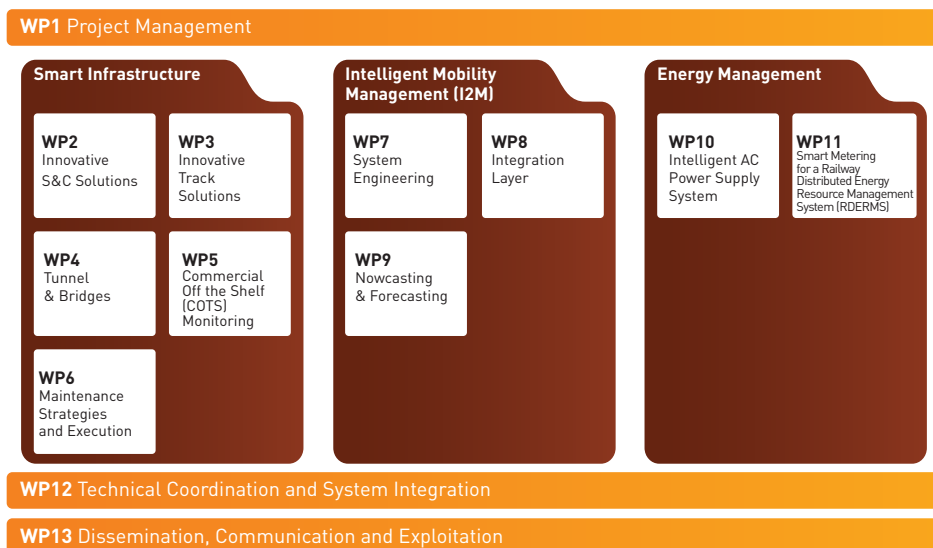 WP1 Project Management
Smart Infrastructure
WP2
Innovative
S&C Solutions
WP3
Innovative
Track
Solutions
WP4
Tunnel
& Bridges
WP5
Commercial
Off the Shelf
(COTS)
Monitoring
WP6
Maintenance
Strategies
and Execution
Intelligent Mobility
Management (I2M)
WP7
System
Engineering
WP8
Integration
Layer
WP9
Nowcasting
& Forecasting
Energy Management
WP10
Intelligent AC
Power Supply
System
WP11
Smart Metering
for a Railway
Distributed Energy
Resource Management
System (RDERMS)
WP12 Technical Coordination and System Integration
WP13 Dissemination, Communication and Exploitation